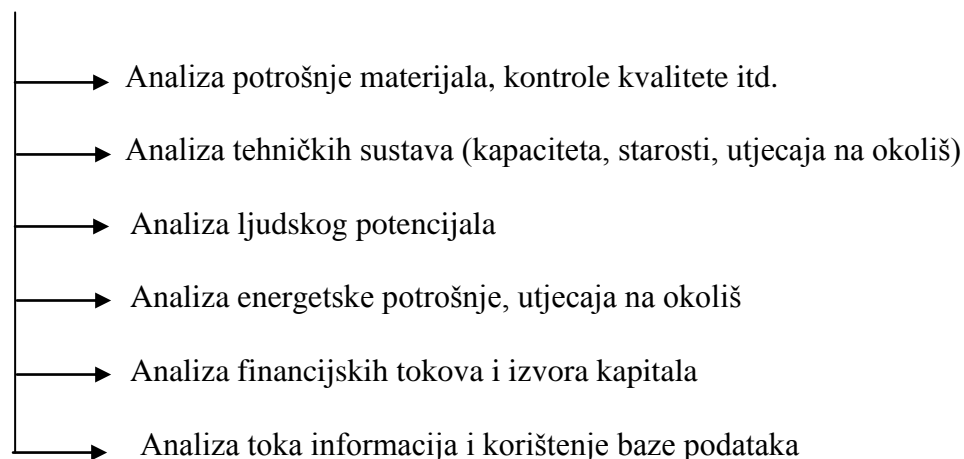 Analiza potrošnje materijala, kontrole kvalitete itd.
Analiza tehničkih sustava (kapaciteta, starosti, utjecaja na okoliš)
Analiza ljudskog potencijala
Analiza energetske potrošnje, utjecaja na okoliš
Analiza financijskih tokova i izvora kapitala
Analiza toka informacija i korištenje baze podataka